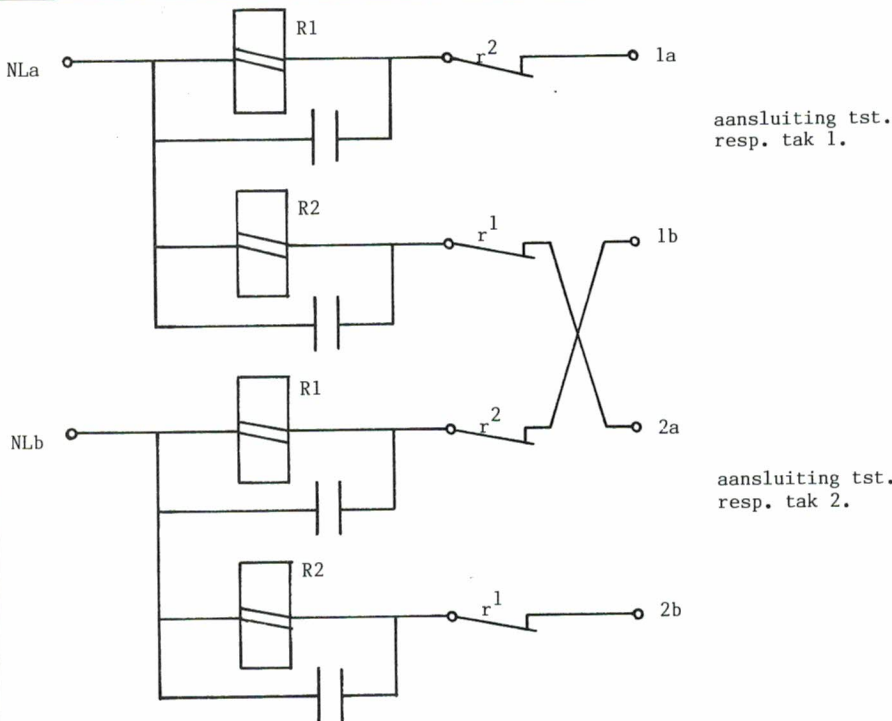 R1
NLa
r2
1a
aansluiting tst.
resp. tak 1.
R2
r1
1b
R1
NLb
r2
2a
aansluiting tst.
resp. tak 2.
R2
r1
2b